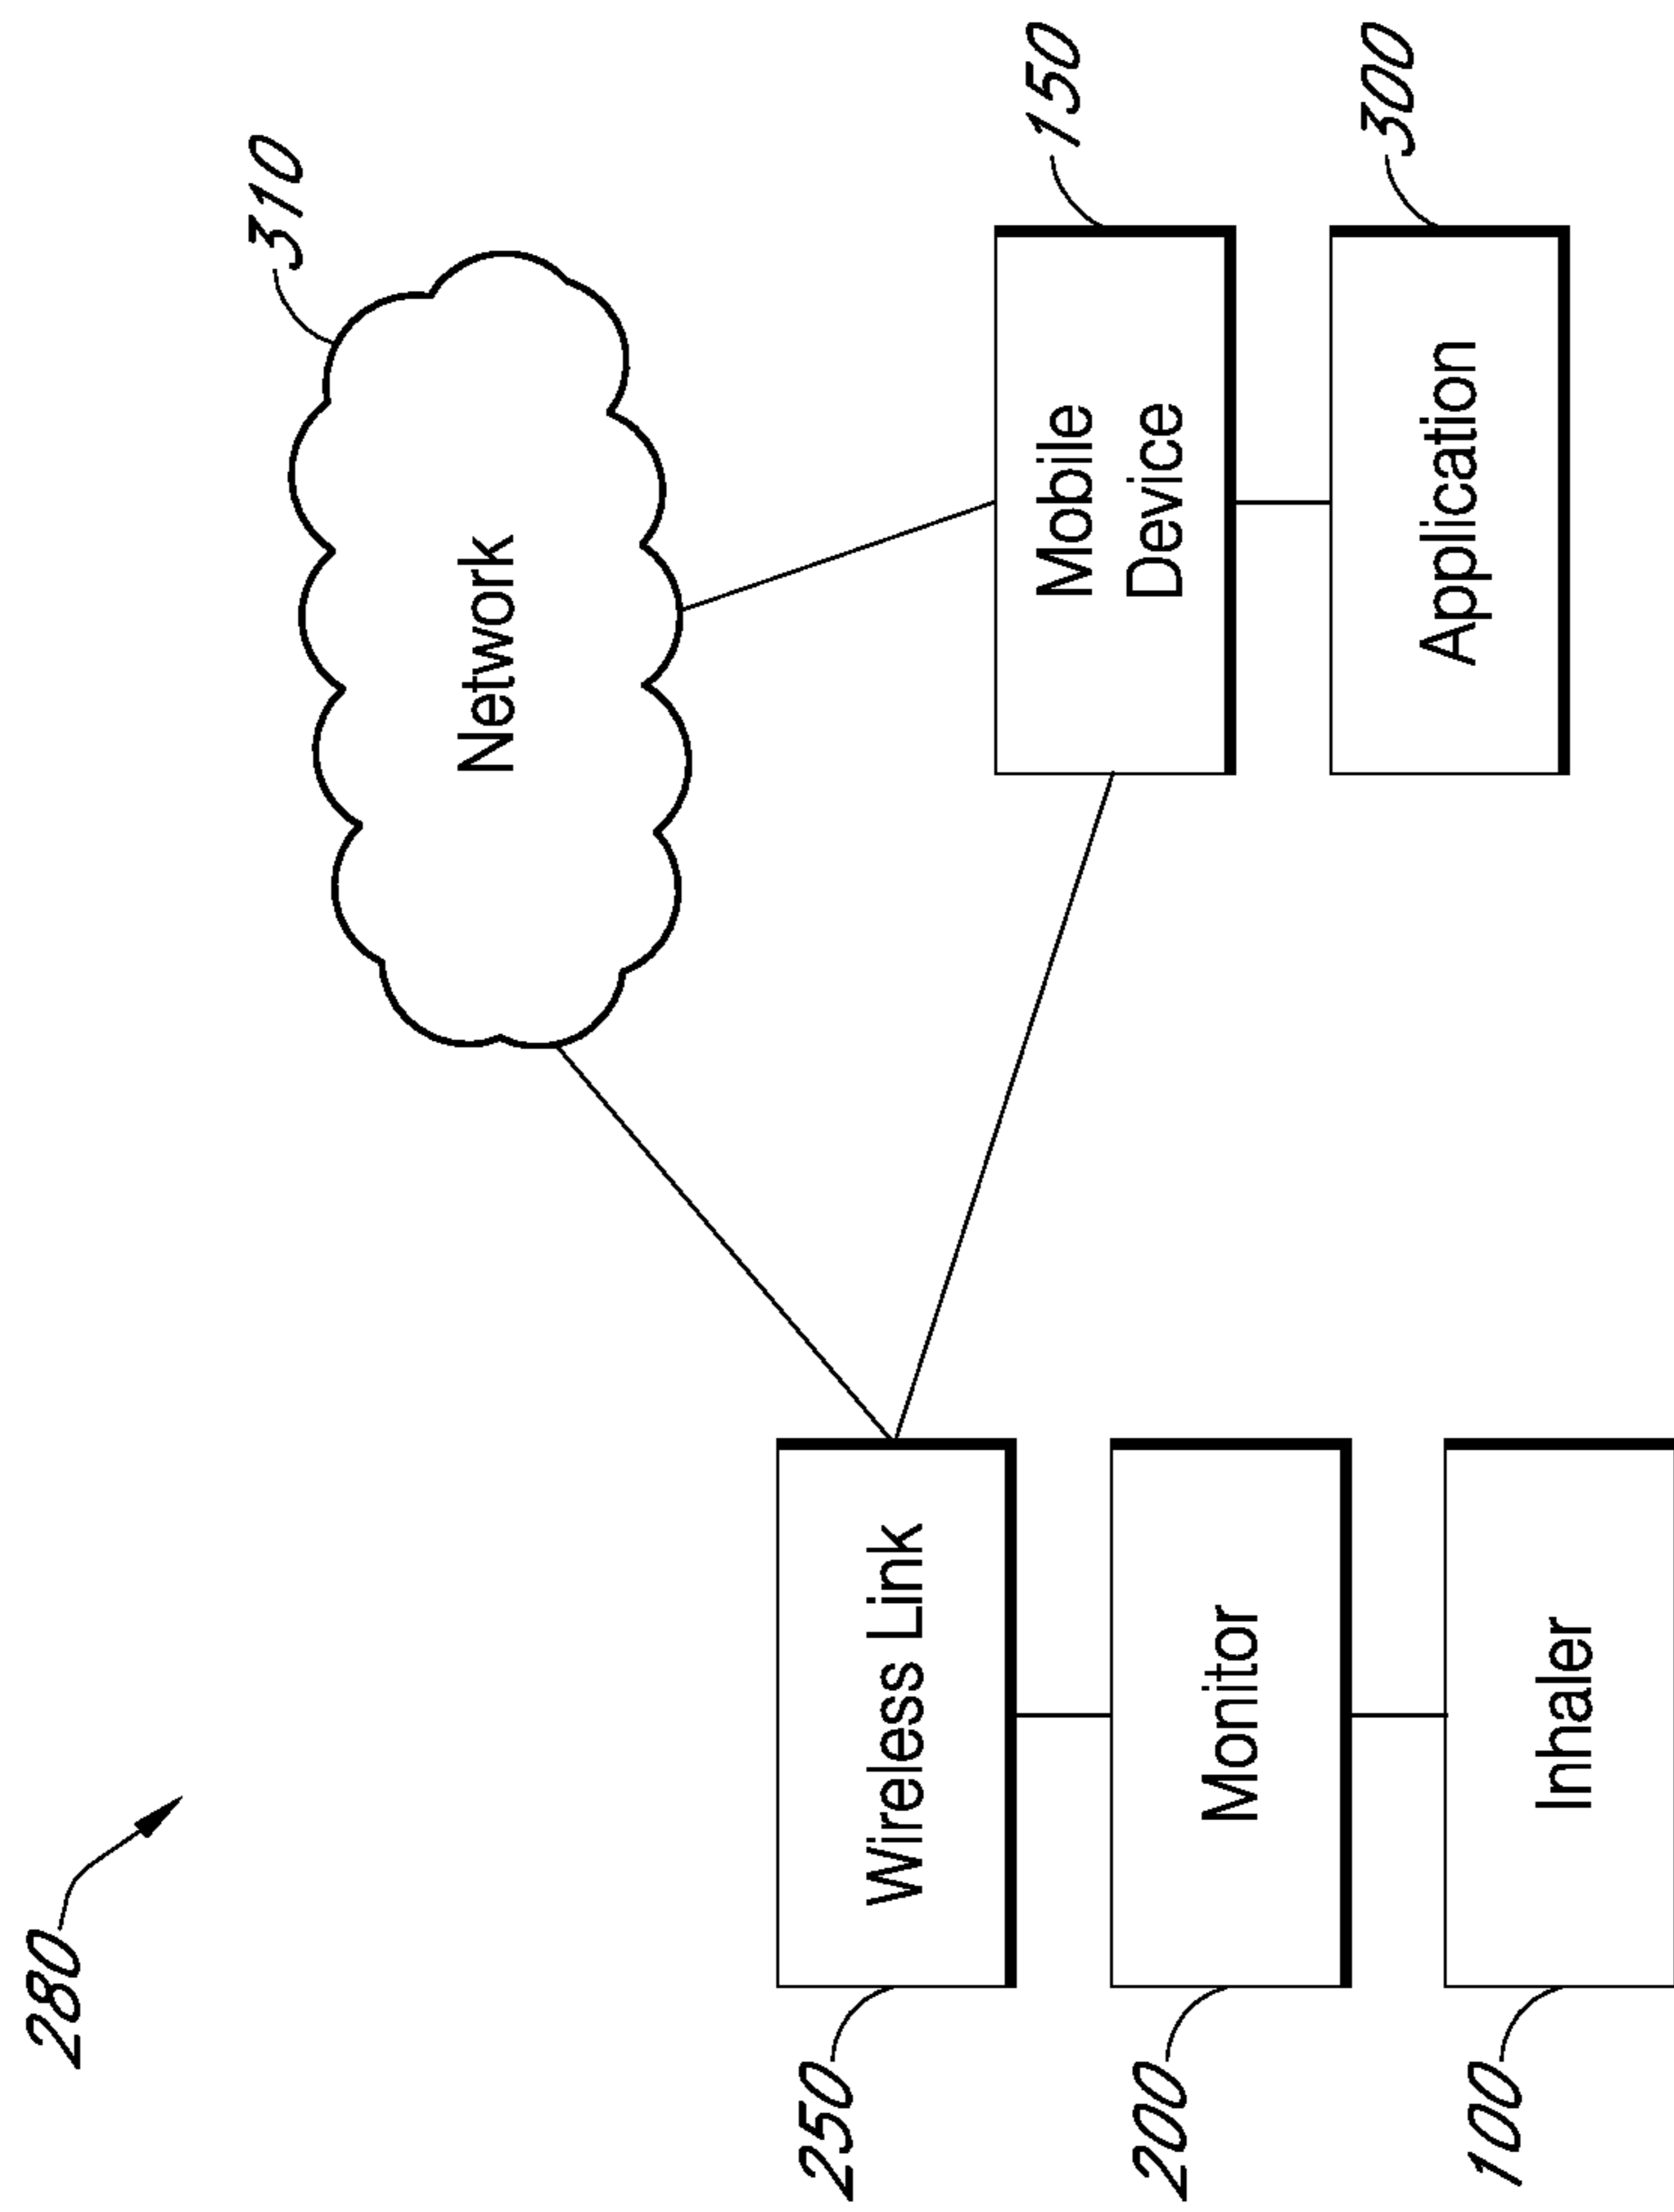 280
310
Network
250
Wireless Link
Mobile
Device
150
200
Monitor
Application
300
100
Inhaler